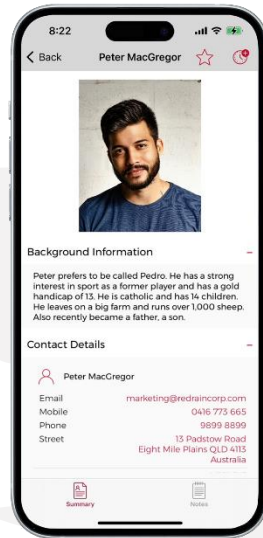 8:22
Back Peter MacGregor
Background Information
Peter prefers to be called Pedro. He has a strong
interest in sport as a former player and has a gold
handicap of 13. He is catholic and has 14 children.
He leaves on a big farm and runs over 1,000 sheep.
Also recently became a father, a son.
Contact Details
Peter MacGregor
Email marketing@redraincorp.com
Mobile 0416 773 665
Phone 9899 8899
Street 13 Padstow Road
Eight Mile Plains QLD 4113
Australia
Summary Notes